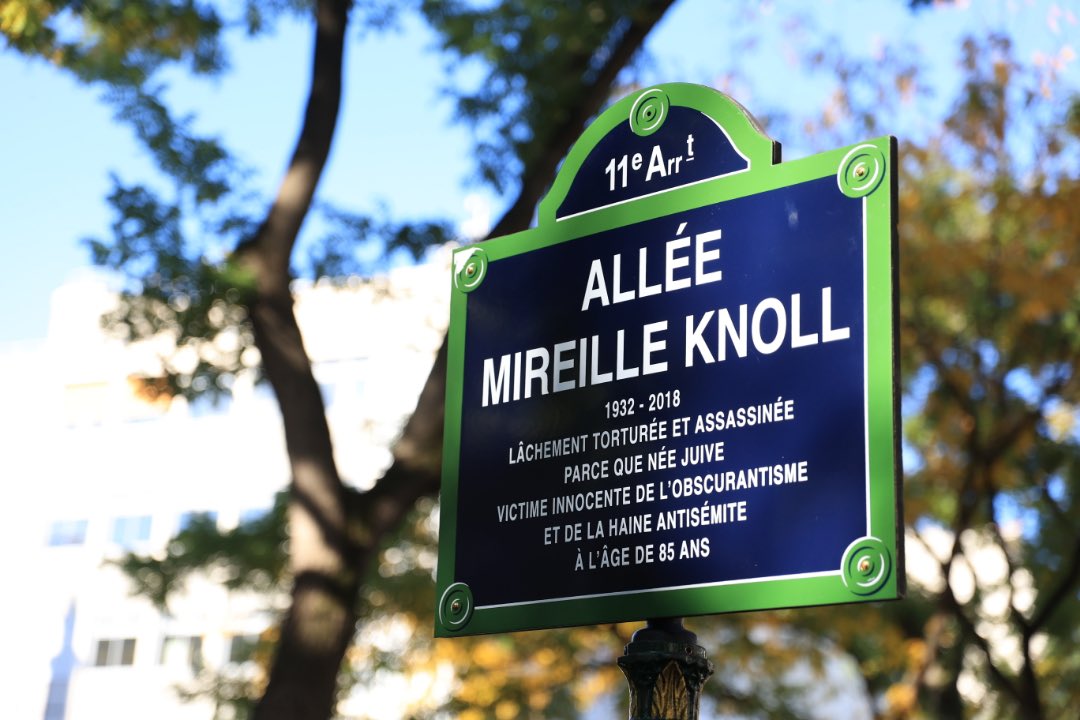 11e Arrt
ALLÉE
MIREILLE KNOLL
1932 - 2018
LÂCHEMENT TORTURÉE ET ASSASSINÉE
PARCE QUE NÉE JUIVE
VICTIME INNOCENTE DE L'OBSCURANTISME
ET DE LA HAINE ANTISÉMITE
À L'ÂGE DE 85 ANS